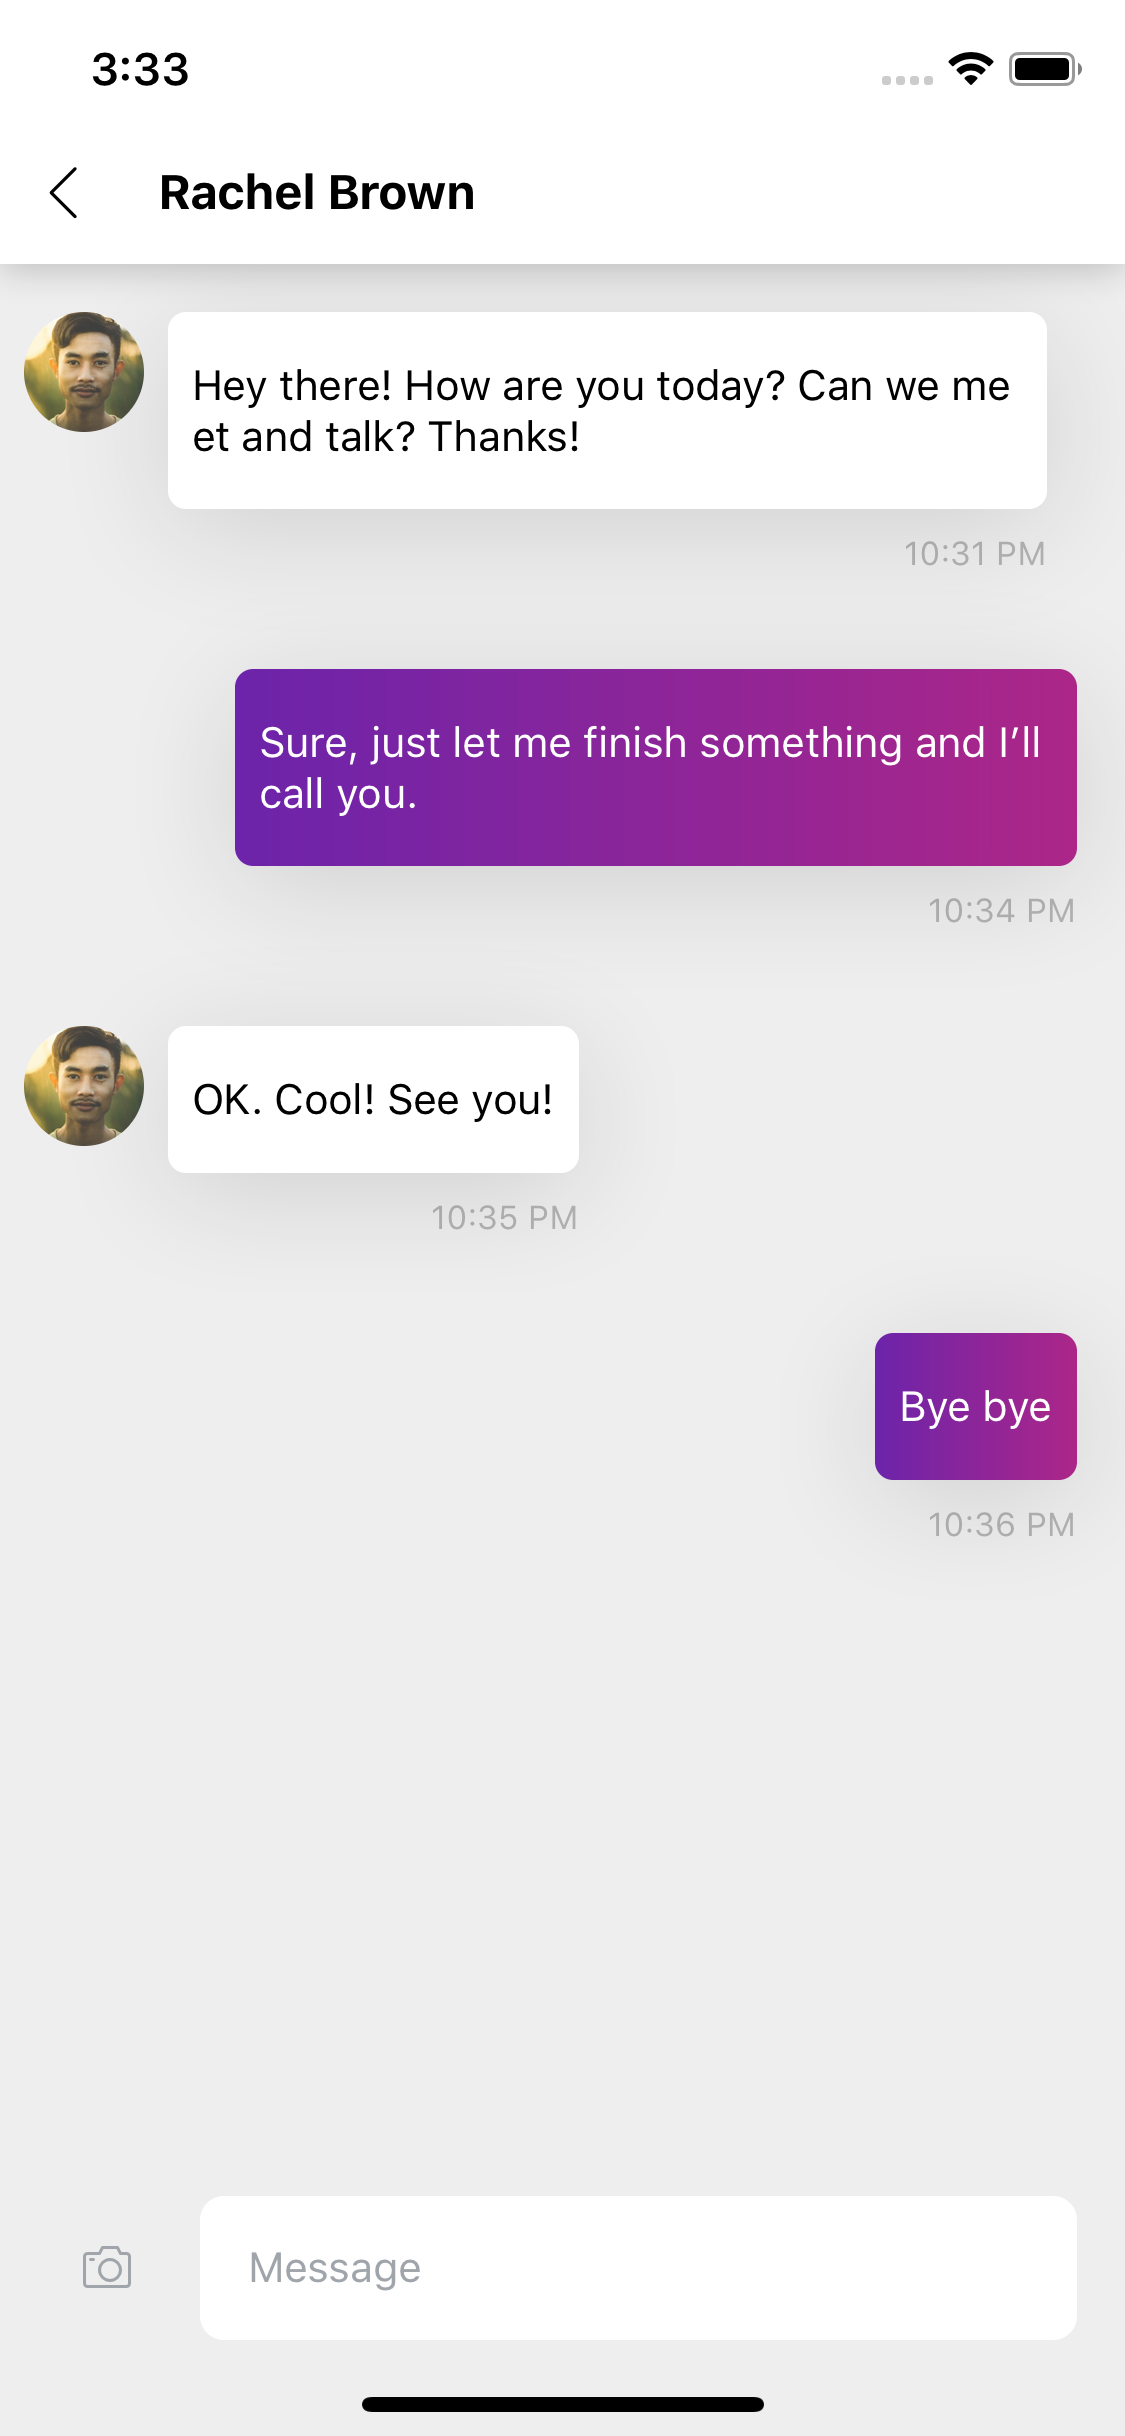 3:33
Rachel Brown
Hey there! How are you today? Can we me
et and talk? Thanks!
10:31 PM
Sure, just let me finish something and I’ll
call you.
10:34 PM
OK. Cool! See you!
10:35 PM
Bye bye
10:36 PM
Message